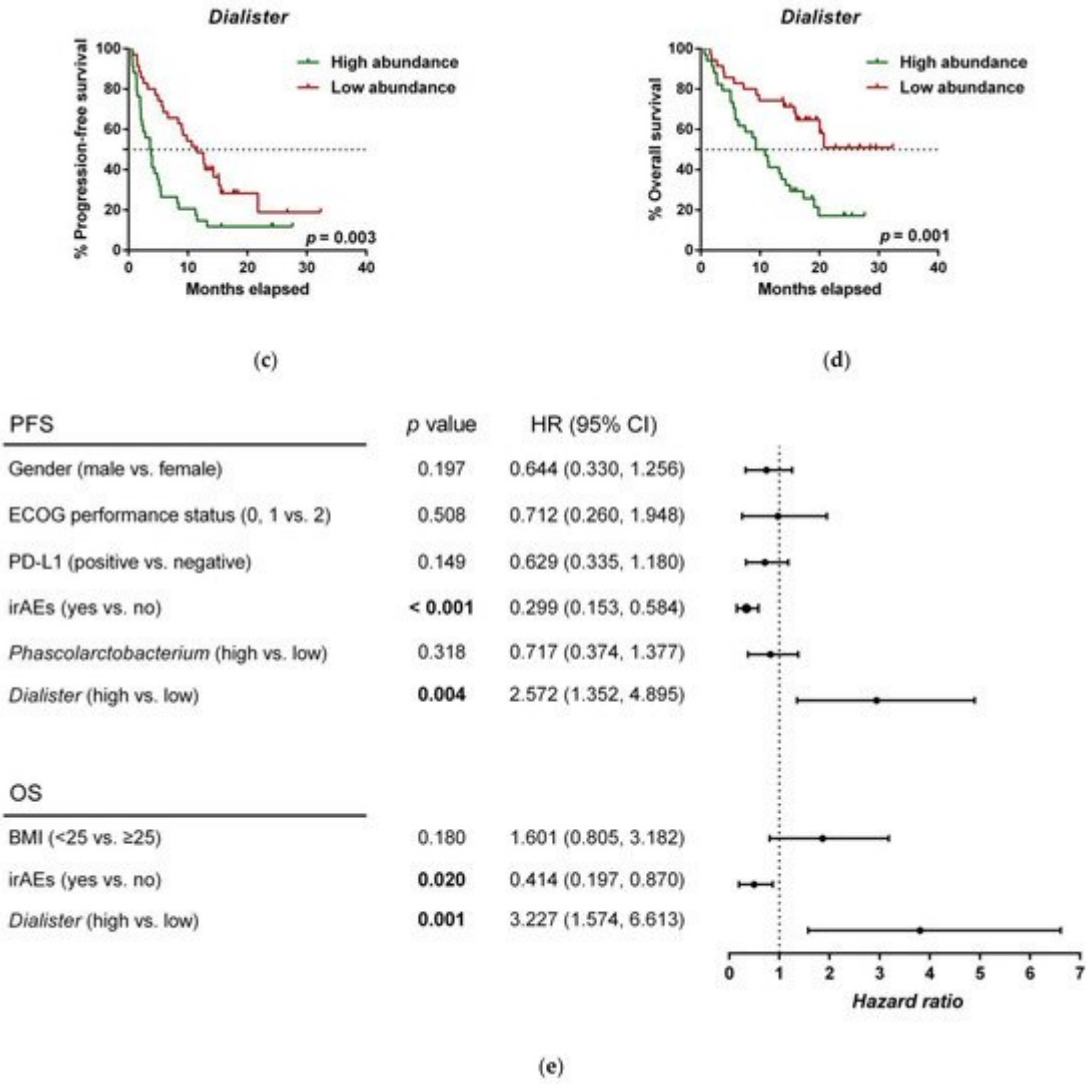 Dialister
% Progression-free survival
100
80
60
40
20
0
High abundance
Low abundance
p = 0.003
0 10 20 30 40
Months elapsed
(c)
Dialister
% Overall survival
100
80
60
40
20
0
High abundance
Low abundance
p = 0.001
0 10 20 30 40
Months elapsed
(d)
PFS p value HR (95% CI)
Gender (male vs. female) 0.197 0.644 (0.330, 1.256)
ECOG performance status (0, 1 vs. 2) 0.508 0.712 (0.260, 1.948)
PD-L1 (positive vs. negative) 0.149 0.629 (0.335, 1.180)
irAEs (yes vs. no) < 0.001 0.299 (0.153, 0.584)
Phascolarctobacterium (high vs. low) 0.318 0.717 (0.374, 1.377)
Dialister (high vs. low) 0.004 2.572 (1.352, 4.895)
OS
BMI (<25 vs. ≥25) 0.180 1.601 (0.805, 3.182)
irAEs (yes vs. no) 0.020 0.414 (0.197, 0.870)
Dialister (high vs. low) 0.001 3.227 (1.574, 6.613)
0 1 2 3 4 5 6 7
Hazard ratio
(e)